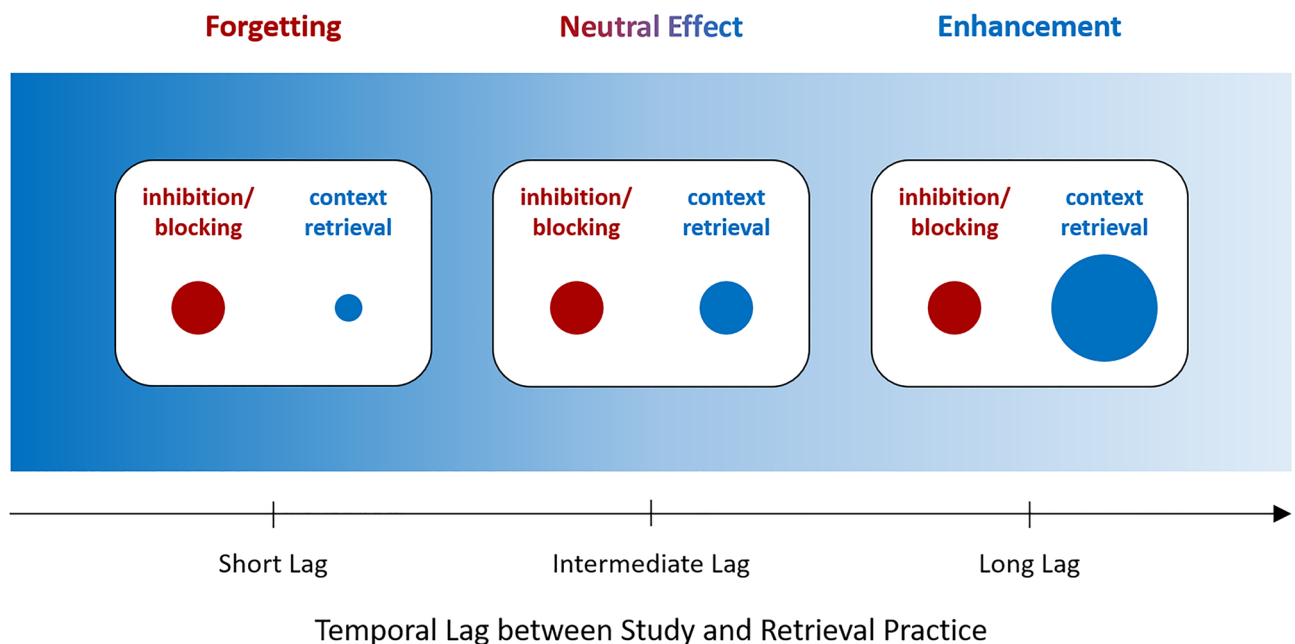 Forgetting
Neutral Effect
Enhancement
inhibition/
blocking
context
retrieval
inhibition/
blocking
context
retrieval
inhibition/
blocking
context
retrieval
Short Lag
Intermediate Lag
Long Lag
Temporal Lag between Study and Retrieval Practice